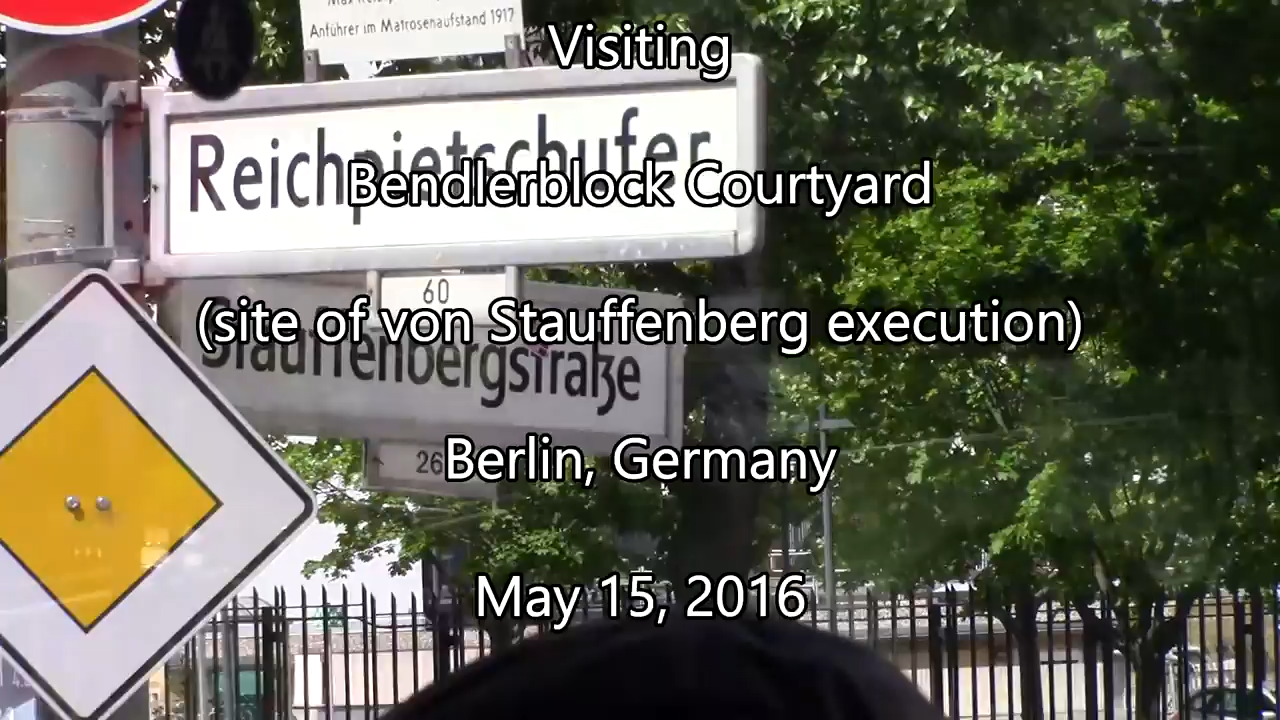 Anführer im Matrosenaufstand 1917
Visiting
Reichpietschufer
Bendlerblock Courtyard
60
(site of von Stauffenberg execution)
Stauffenbergstraße
26
Berlin, Germany
May 15, 2016